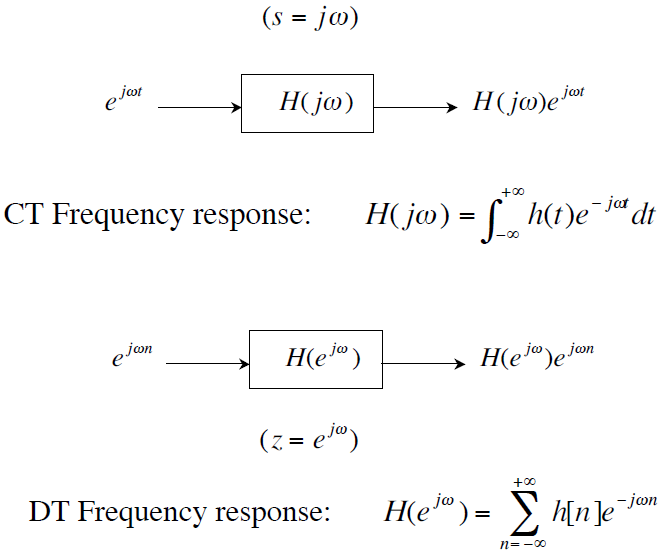 (s = jω)
e^{jωt} H(jω) H(jω)e^{jωt}
CT Frequency response: H(jω) = ∫_{-∞}^{+∞} h(t)e^{-jωt} dt
e^{jωn} H(e^{jω}) H(e^{jω})e^{jωn}
(z = e^{jω})
DT Frequency response: H(e^{jω}) = ∑_{n=-∞}^{+∞} h[n]e^{-jωn}